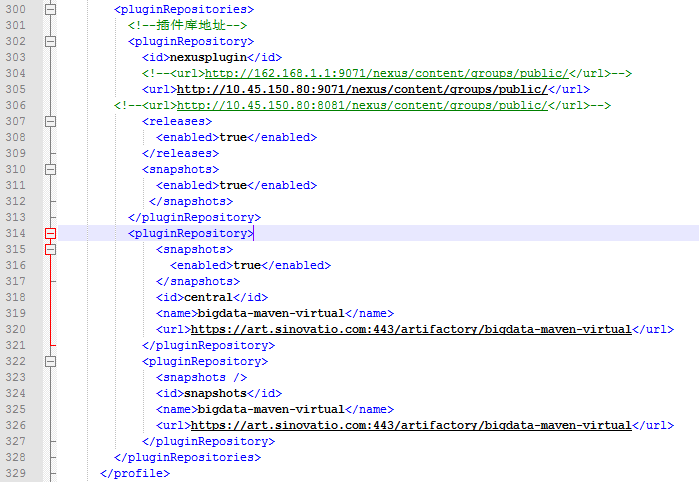 300 <pluginRepositories>
301 <!--插件库地址-->
302 <pluginRepository>
303 <id>nexusplugin</id>
304 <!--<url>http://162.168.1.1:9071/nexus/content/groups/public/</url>-->
305 <url>http://10.45.150.80:9071/nexus/content/groups/public/</url>
306 <!--<url>http://10.45.150.80:8081/nexus/content/groups/public/</url>-->
307 <releases>
308 <enabled>true</enabled>
309 </releases>
310 <snapshots>
311 <enabled>true</enabled>
312 </snapshots>
313 </pluginRepository>
314 <pluginRepository>
315 <snapshots>
316 <enabled>true</enabled>
317 </snapshots>
318 <id>central</id>
319 <name>bigdata-maven-virtual</name>
320 <url>https://art.sinovatio.com:443/artifactory/bigdata-maven-virtual</url>
321 </pluginRepository>
322 <pluginRepository>
323 <snapshots />
324 <id>snapshots</id>
325 <name>bigdata-maven-virtual</name>
326 <url>https://art.sinovatio.com:443/artifactory/bigdata-maven-virtual</url>
327 </pluginRepository>
328 </pluginRepositories>
329 </profile>